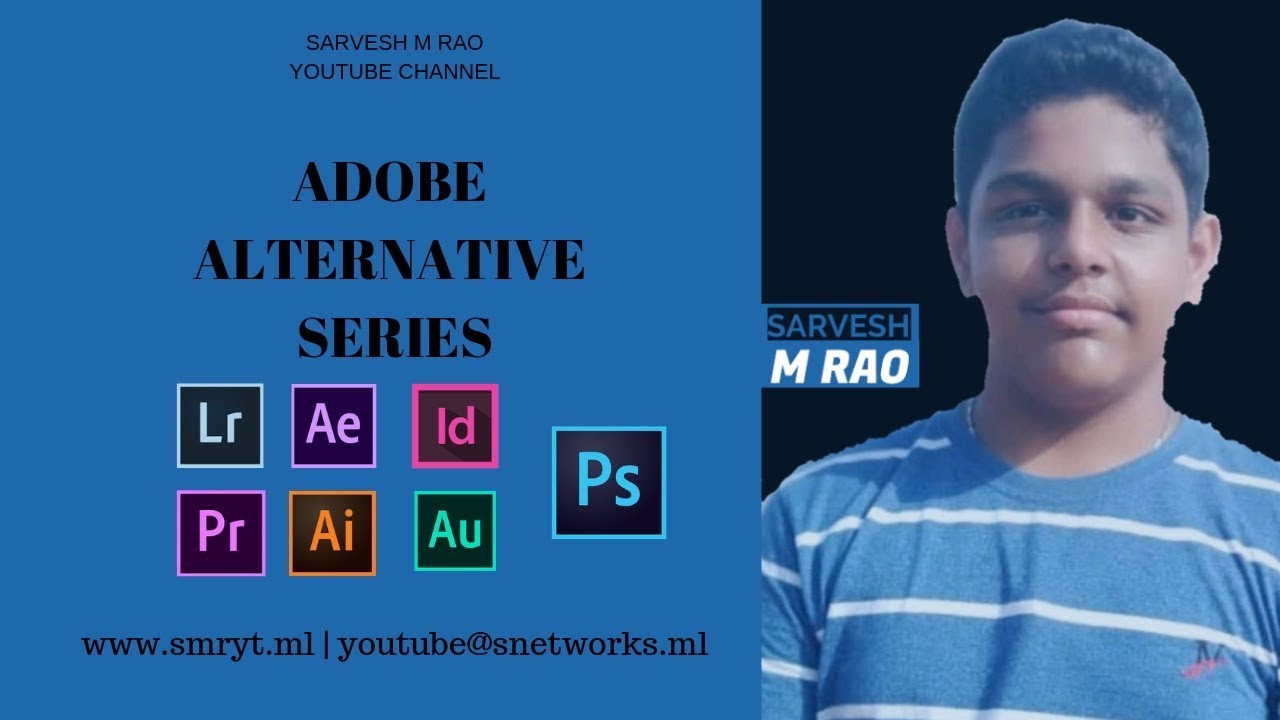 SARVESH M RAO
YOUTUBE CHANNEL
ADOBE
ALTERNATIVE
SERIES
Lr Ae Id
Ps
Pr Ai Au
www.smryt.ml | youtube@snetworks.ml
SARVESH
M RAO